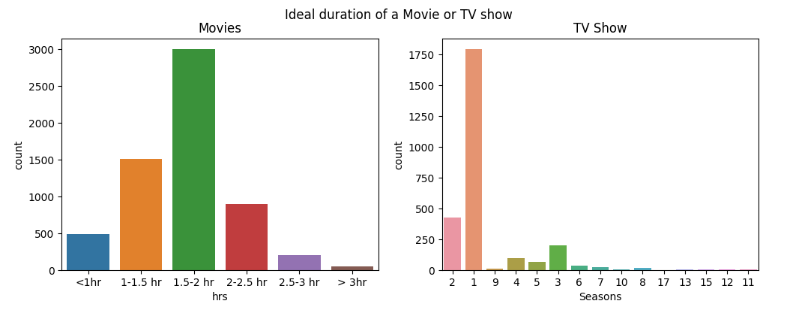 Ideal duration of a Movie or TV show
Movies
3000
2500
2000
1500
1000
500
0
count
<1hr 1-1.5 hr 1.5-2 hr 2-2.5 hr 2.5-3 hr > 3hr
hrs
TV Show
1750
1500
1250
1000
750
500
250
0
count
2 1 9 4 5 3 6 7 10 8 17 13 15 12 11
Seasons